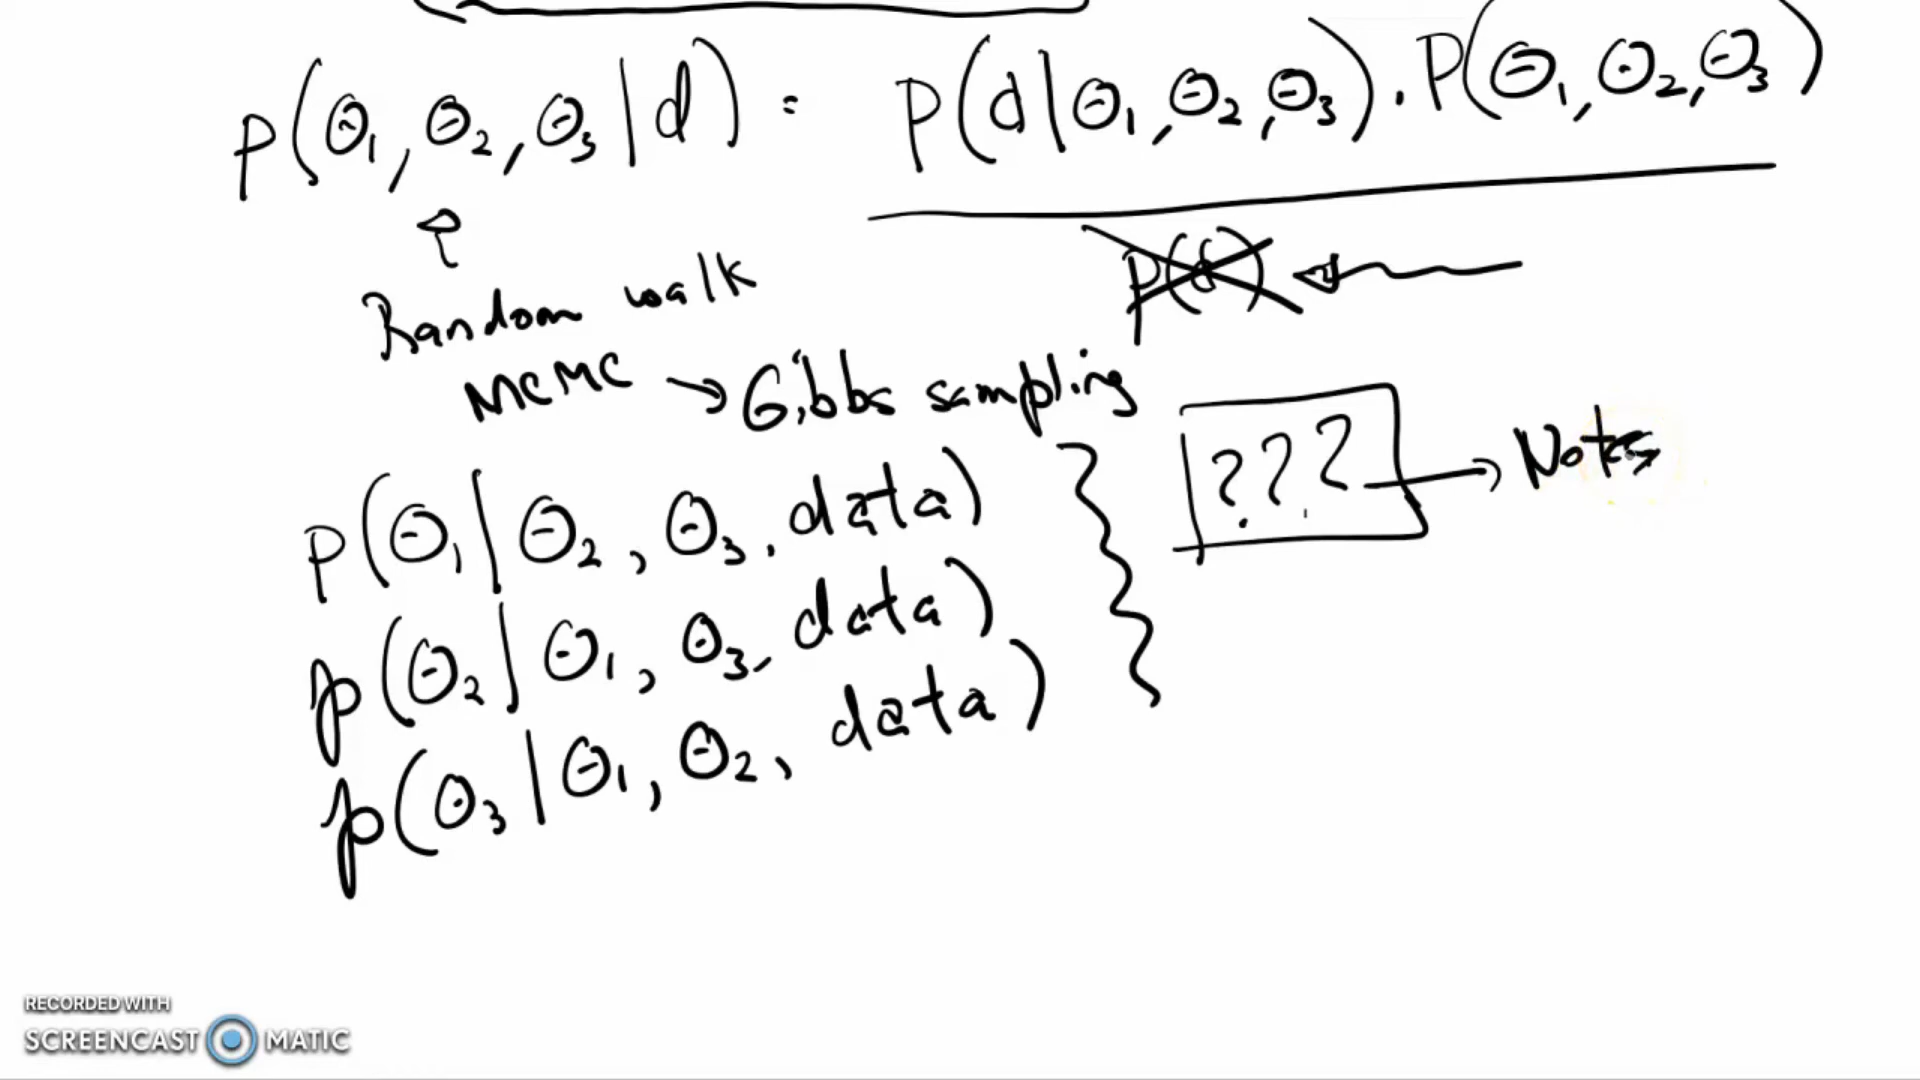 P(θ₁, θ₂, θ₃ | d) = P(d | θ₁, θ₂, θ₃) . P(θ₁, θ₂, θ₃)
P(d)
Random walk
MCMC → Gibbs sampling
??? → Notes
P(θ₁ | θ₂, θ₃, data)
P(θ₂ | θ₁, θ₃, data)
P(θ₃ | θ₁, θ₂, data)
RECORDED WITH
SCREENCAST MATIC